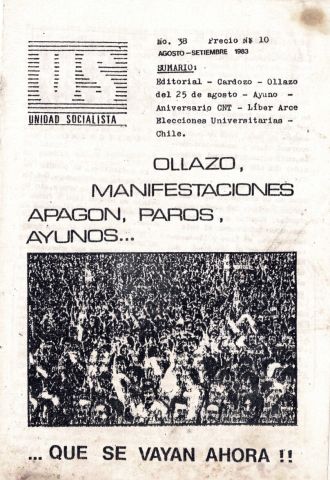 No. 38 Precio N$ 10
AGOSTO-SETIEMBRE 1983
US
UNIDAD SOCIALISTA
SUMARIO:
Editorial - Cardozo - Ollazo
del 25 de agosto - Ayuno -
Aniversario CNT - Líber Arce
Elecciones Universitarias -
Chile.
OLLAZO,
MANIFESTACIONES
APAGON, PAROS,
AYUNOS...
... QUE SE VAYAN AHORA !!